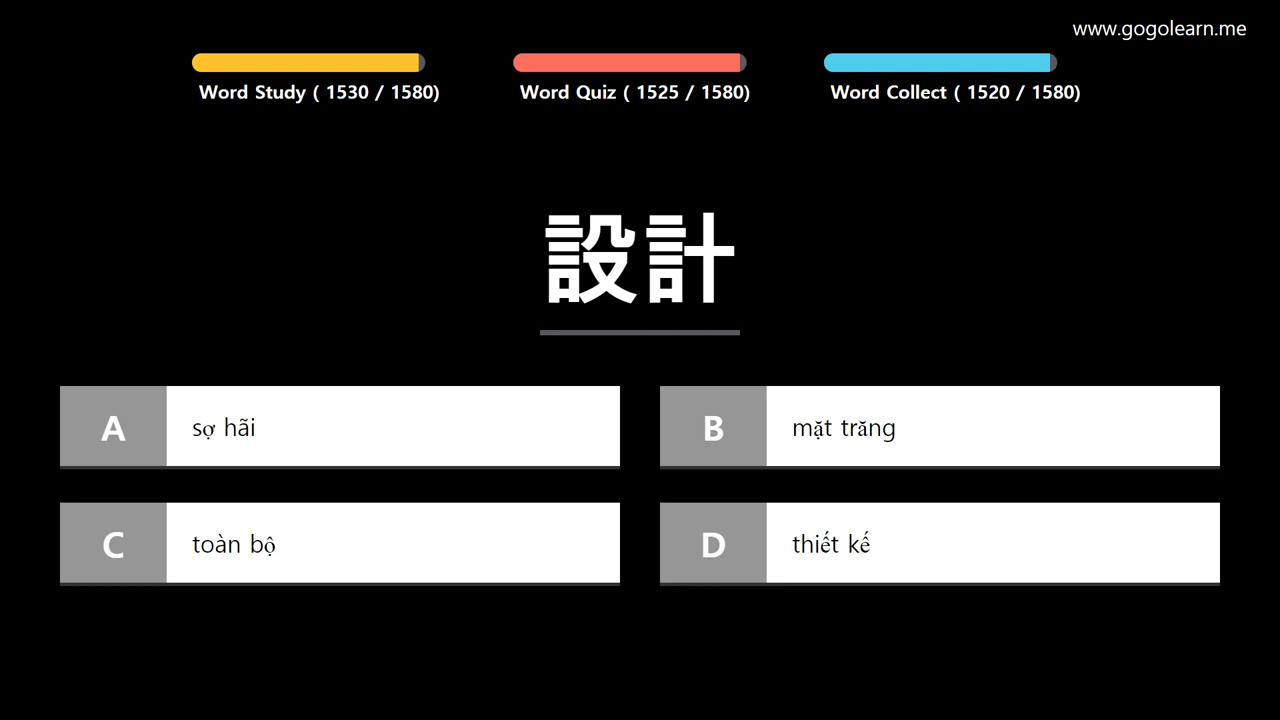 www.gogolearn.me
Word Study ( 1530 / 1580)
Word Quiz ( 1525 / 1580)
Word Collect ( 1520 / 1580)
設計
A sợ hãi
B mặt trăng
C toàn bộ
D thiết kế